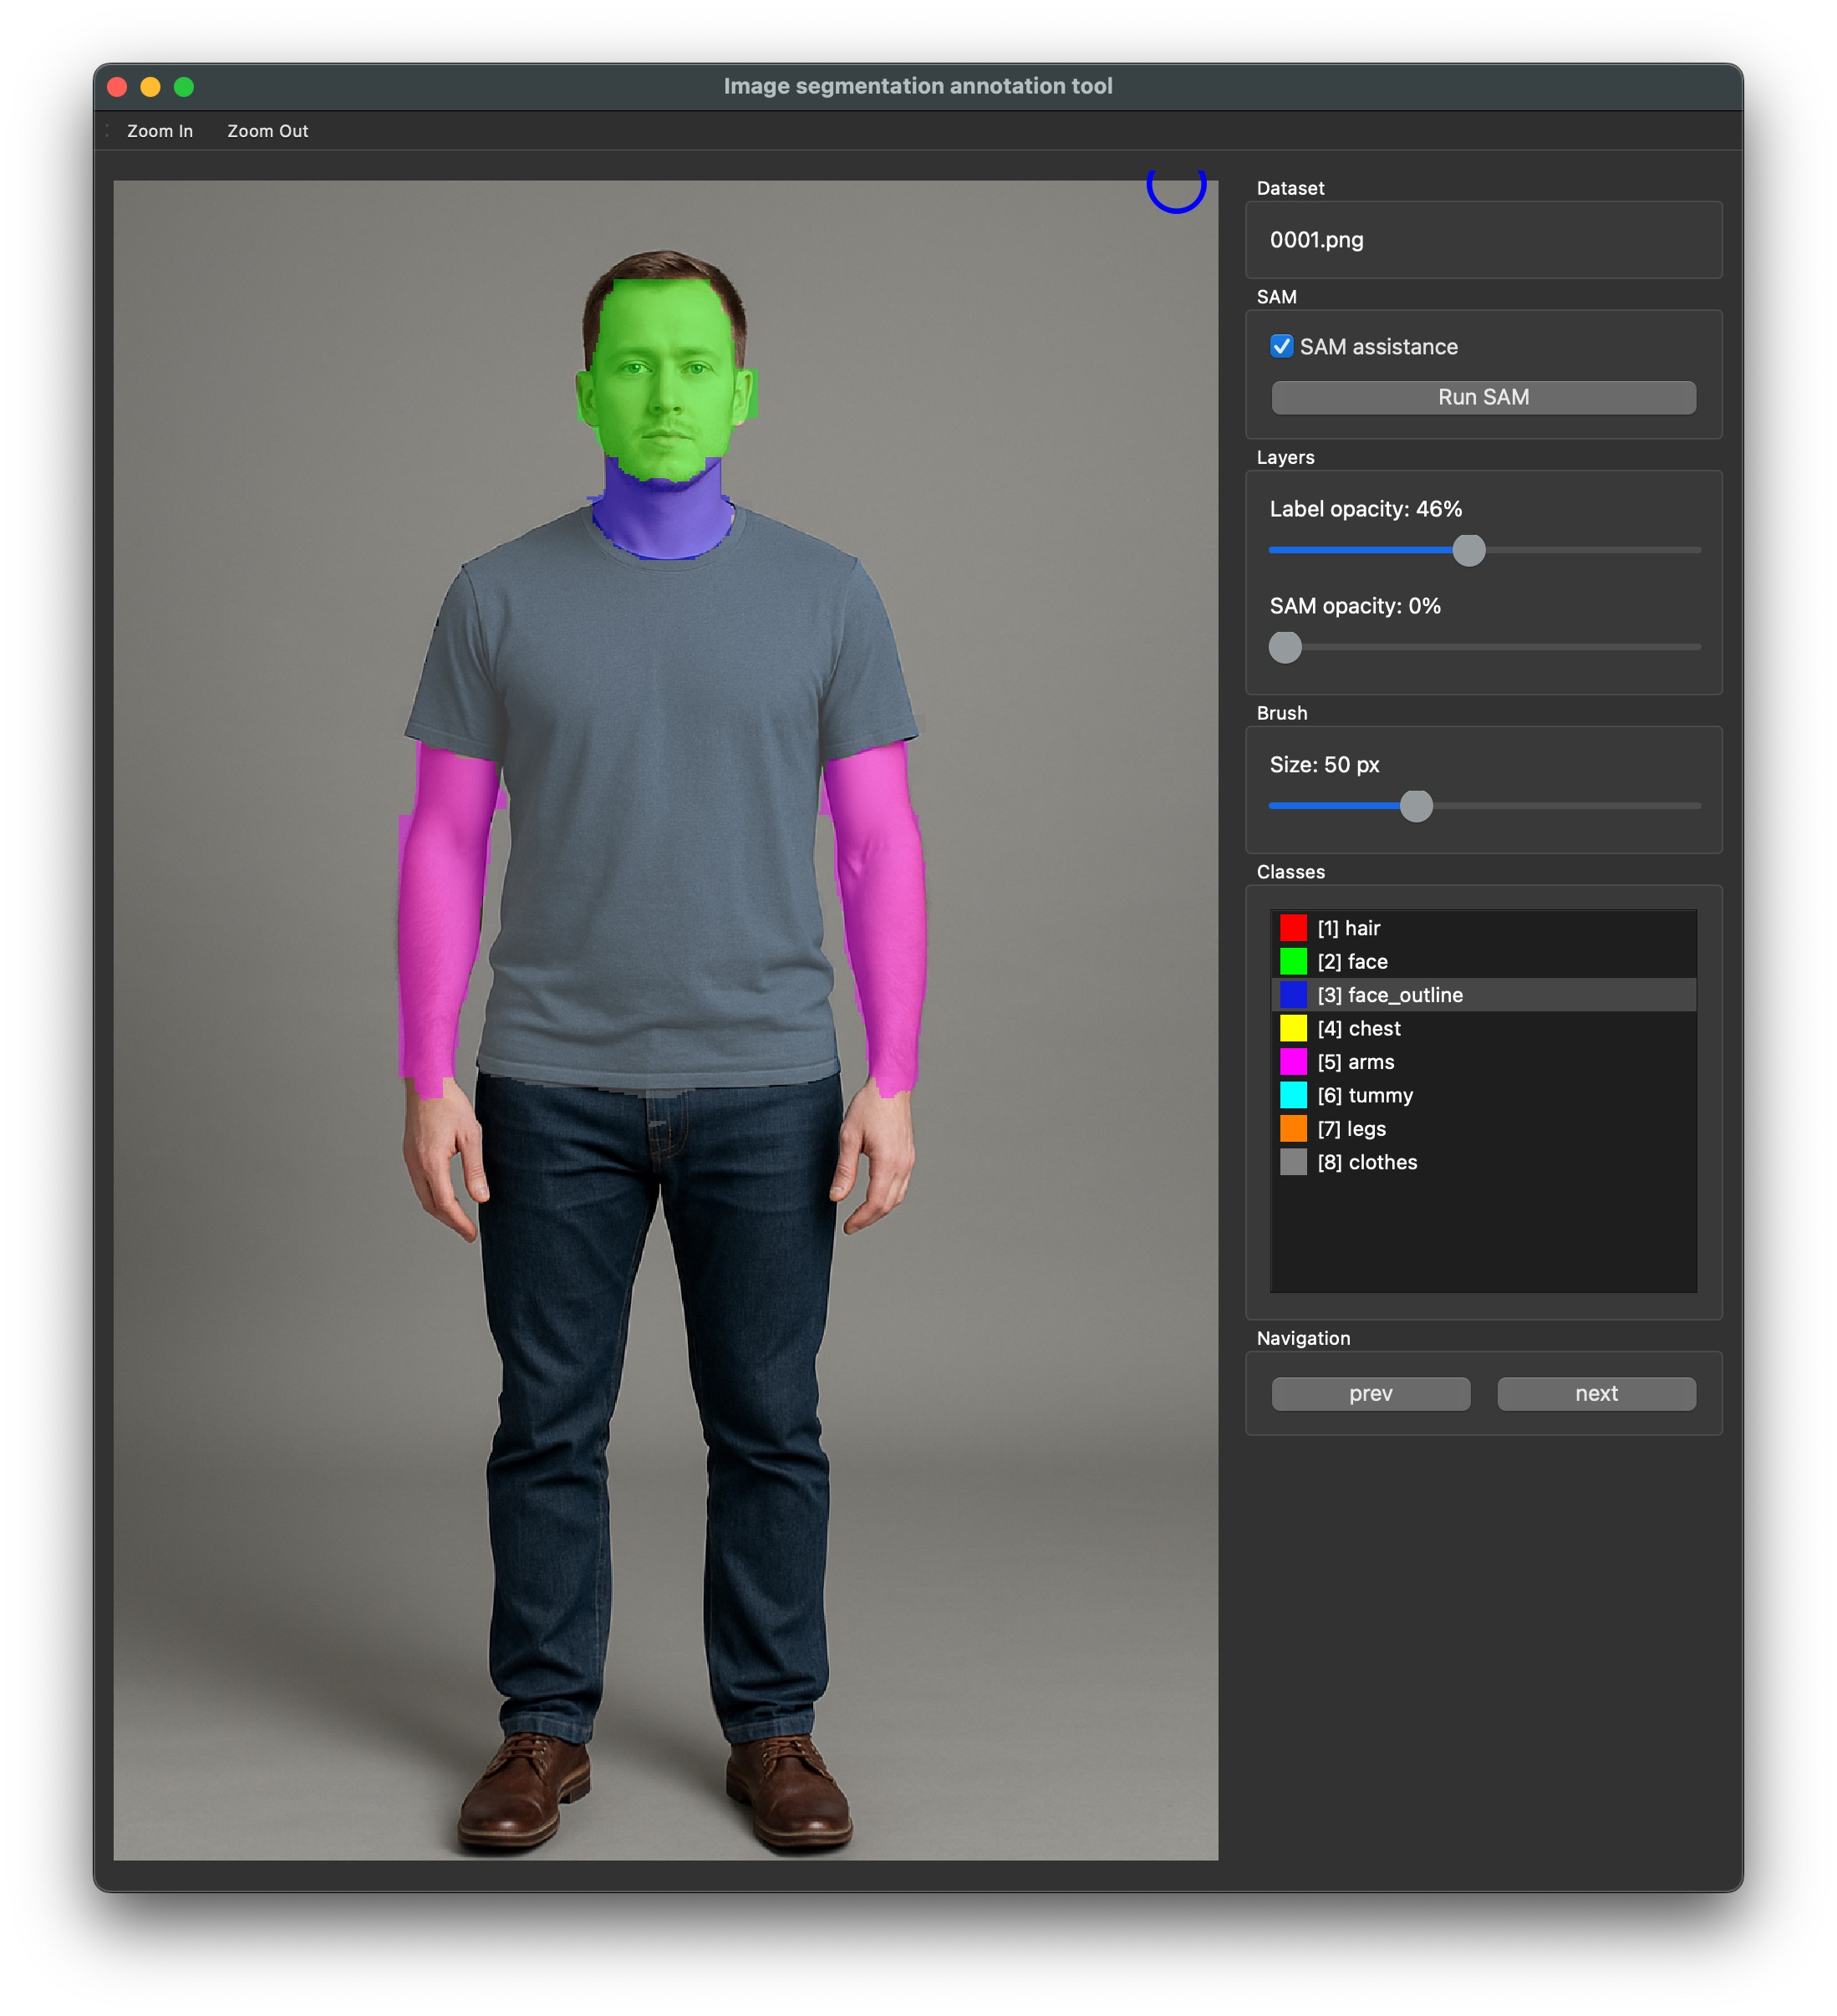 Image segmentation annotation tool
Zoom In Zoom Out
Dataset
0001.png
SAM
SAM assistance
Run SAM
Layers
Label opacity: 46%
SAM opacity: 0%
Brush
Size: 50 px
Classes
[1] hair
[2] face
[3] face_outline
[4] chest
[5] arms
[6] tummy
[7] legs
[8] clothes
Navigation
prev next